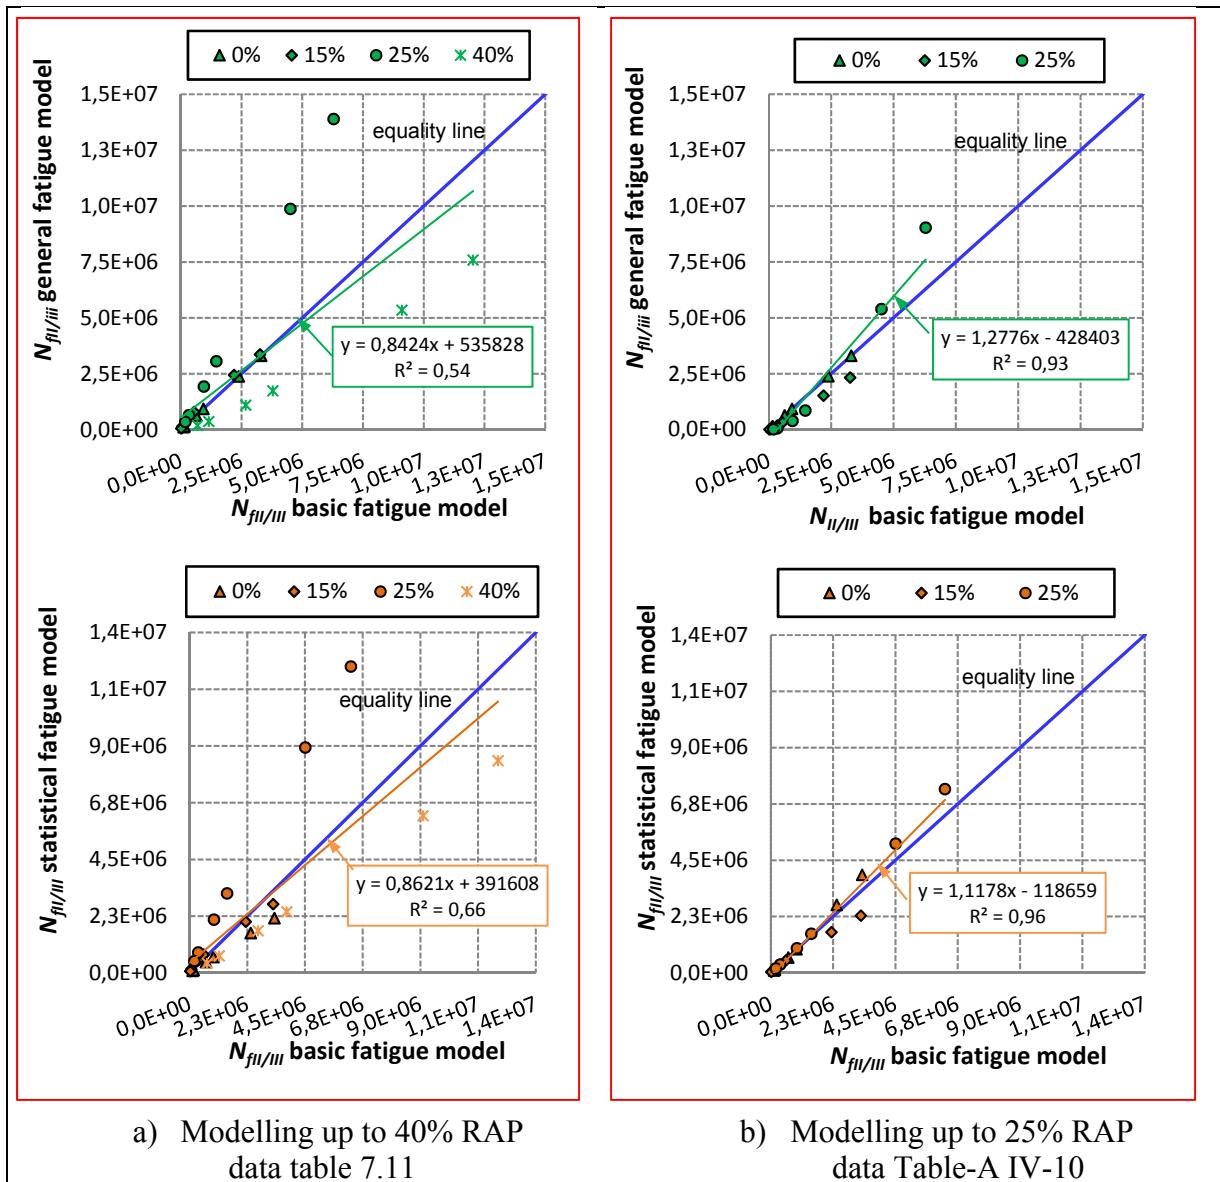 0% 15% 25% 40%
N_fII/iii general fatigue model
1,5E+07
1,3E+07
1,0E+07
7,5E+06
5,0E+06
2,5E+06
0,0E+00
equality line
y = 0,8424x + 535828
R² = 0,54
0,0E+00 2,5E+06 5,0E+06 7,5E+06 1,0E+07 1,3E+07 1,5E+07
N_fII/III basic fatigue model
0% 15% 25%
N_fII/iii general fatigue model
1,5E+07
1,3E+07
1,0E+07
7,5E+06
5,0E+06
2,5E+06
0,0E+00
equality line
y = 1,2776x - 428403
R² = 0,93
0,0E+00 2,5E+06 5,0E+06 7,5E+06 1,0E+07 1,3E+07 1,5E+07
N_II/III basic fatigue model
0% 15% 25% 40%
N_fII/III statistical fatigue model
1,4E+07
1,1E+07
9,0E+06
6,8E+06
4,5E+06
2,3E+06
0,0E+00
equality line
y = 0,8621x + 391608
R² = 0,66
0,0E+00 2,3E+06 4,5E+06 6,8E+06 9,0E+06 1,1E+07 1,4E+07
N_fII/III basic fatigue model
0% 15% 25%
N_fII/III statistical fatigue model
1,4E+07
1,1E+07
9,0E+06
6,8E+06
4,5E+06
2,3E+06
0,0E+00
equality line
y = 1,1178x - 118659
R² = 0,96
0,0E+00 2,3E+06 4,5E+06 6,8E+06 9,0E+06 1,1E+07 1,4E+07
N_fII/III basic fatigue model
a) Modelling up to 40% RAP
data table 7.11
b) Modelling up to 25% RAP
data Table-A IV-10